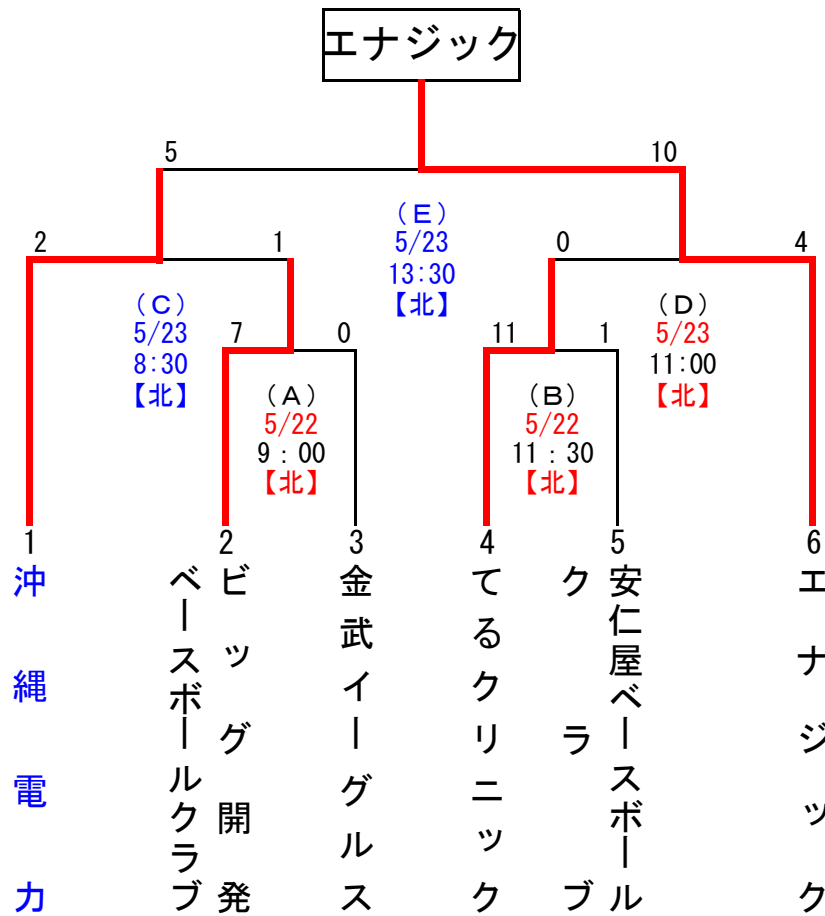 エナジック
5
10
(E)
5/23
13:30
【北】
2
1
0
4
(C)
5/23
8:30
【北】
(D)
5/23
11:00
【北】
7
0
11
1
(A)
5/22
9：00
【北】
(B)
5/22
11：30
【北】
1
2
3
4
5
6
沖縄電力
ビッグ開発
ベースボールクラブ
金武イーグルス
てるクリニック
安仁屋ベースボール
クラブ
エナジック